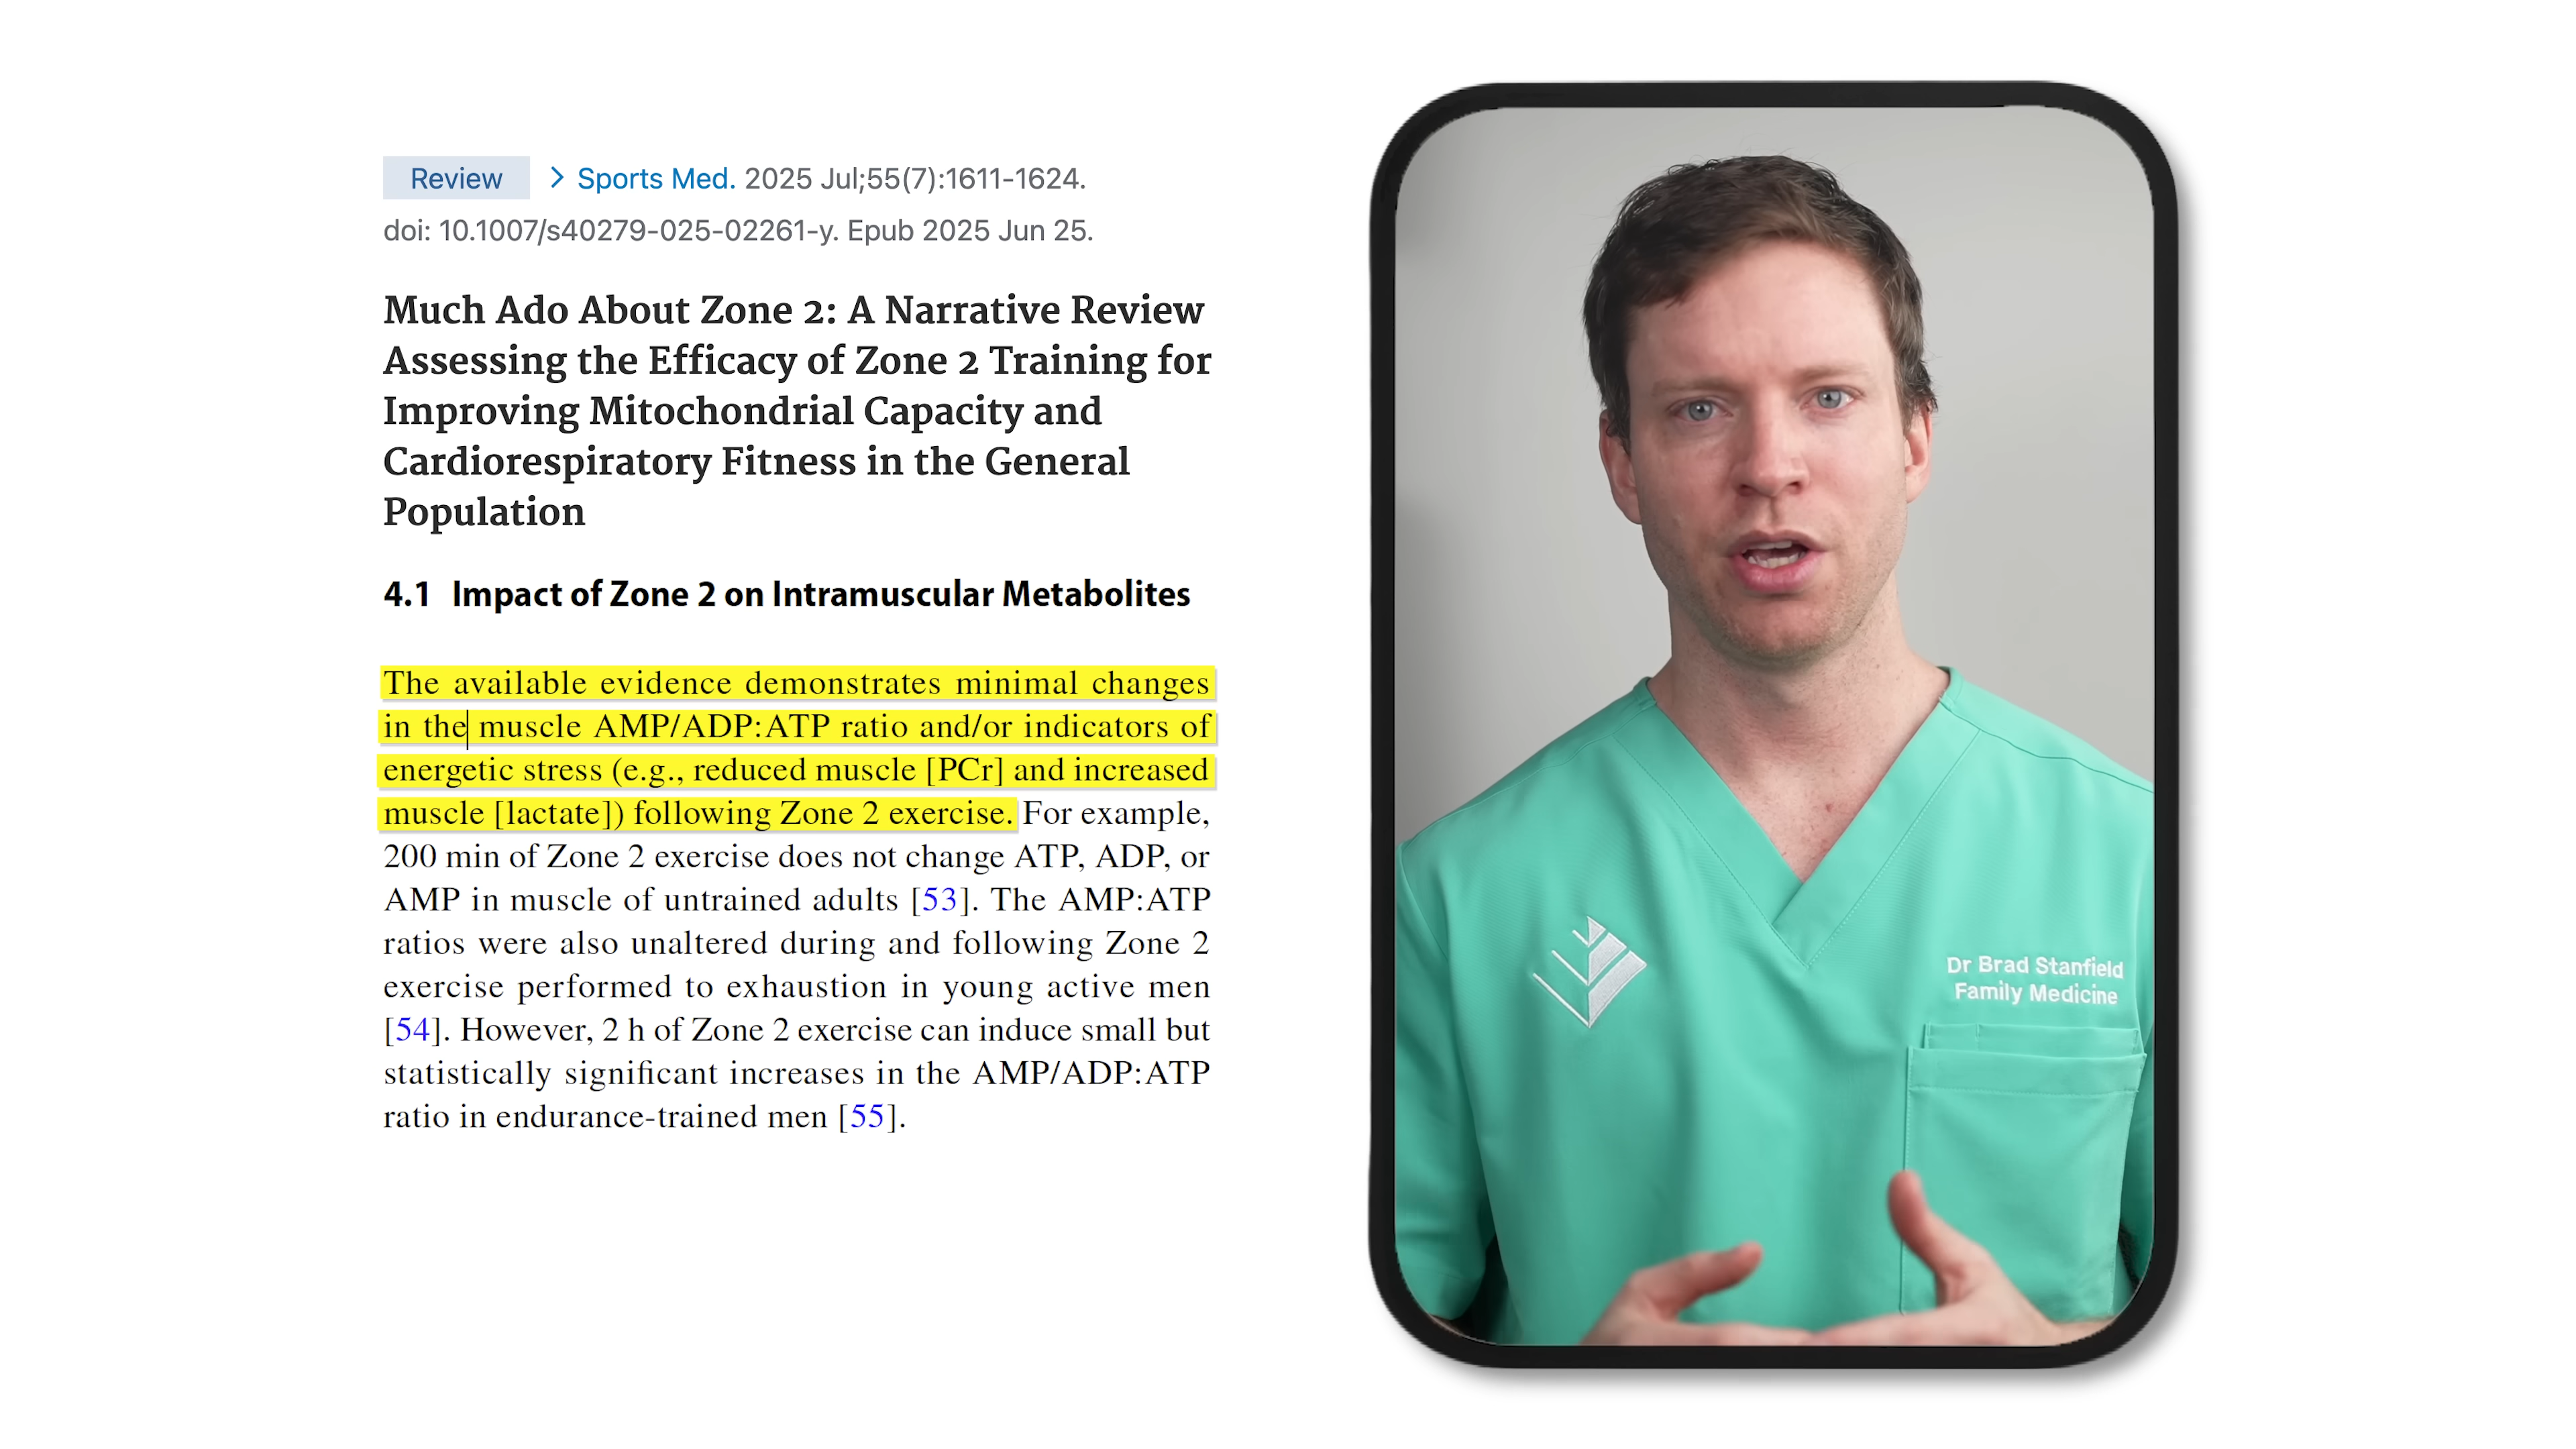 Review > Sports Med. 2025 Jul;55(7):1611-1624.
doi: 10.1007/s40279-025-02261-y. Epub 2025 Jun 25.
Much Ado About Zone 2: A Narrative Review
Assessing the Efficacy of Zone 2 Training for
Improving Mitochondrial Capacity and
Cardiorespiratory Fitness in the General
Population
4.1 Impact of Zone 2 on Intramuscular Metabolites
The available evidence demonstrates minimal changes
in the muscle AMP/ADP:ATP ratio and/or indicators of
energetic stress (e.g., reduced muscle [PCr] and increased
muscle [lactate]) following Zone 2 exercise. For example,
200 min of Zone 2 exercise does not change ATP, ADP, or
AMP in muscle of untrained adults [53]. The AMP:ATP
ratios were also unaltered during and following Zone 2
exercise performed to exhaustion in young active men
[54]. However, 2 h of Zone 2 exercise can induce small but
statistically significant increases in the AMP/ADP:ATP
ratio in endurance-trained men [55].
Dr Brad Stanfield
Family Medicine